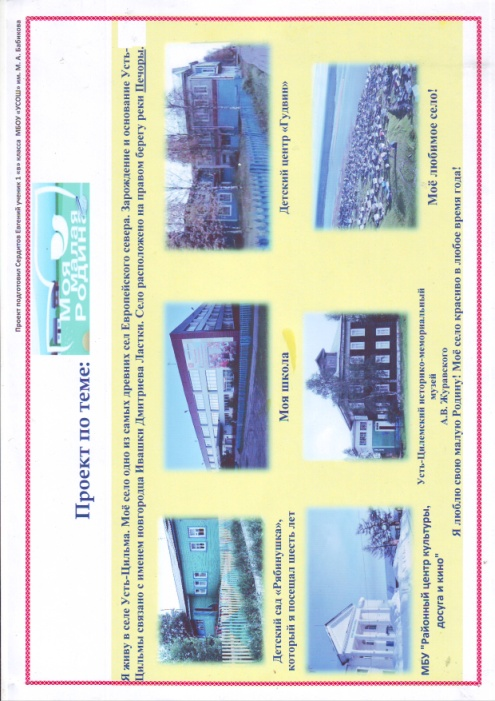 Проект подготовил Сердитов Евгений ученик 1 «в» класса МБОУ «УСОШ» им. М. А. Бабикова
Проект по теме:
Моя
малая
Родина
Я живу в селе Усть-Цильма. Моё село одно из самых древних сел Европейского севера. Зарождение и основание Усть-
Цильмы связано с именем новгородца Ивашки Дмитриева Ластки. Село расположено на правом берегу реки Печоры.
Детский сад «Рябинушка»,
который я посещал шесть лет
Моя школа
Детский центр «Гудвин»
МБУ "Районный центр культуры,
досуга и кино"
Усть-Цилемский историко-мемориальный
музей
А.В. Журавского
Моё любимое село!
Я люблю свою малую Родину! Моё село красиво в любое время года!